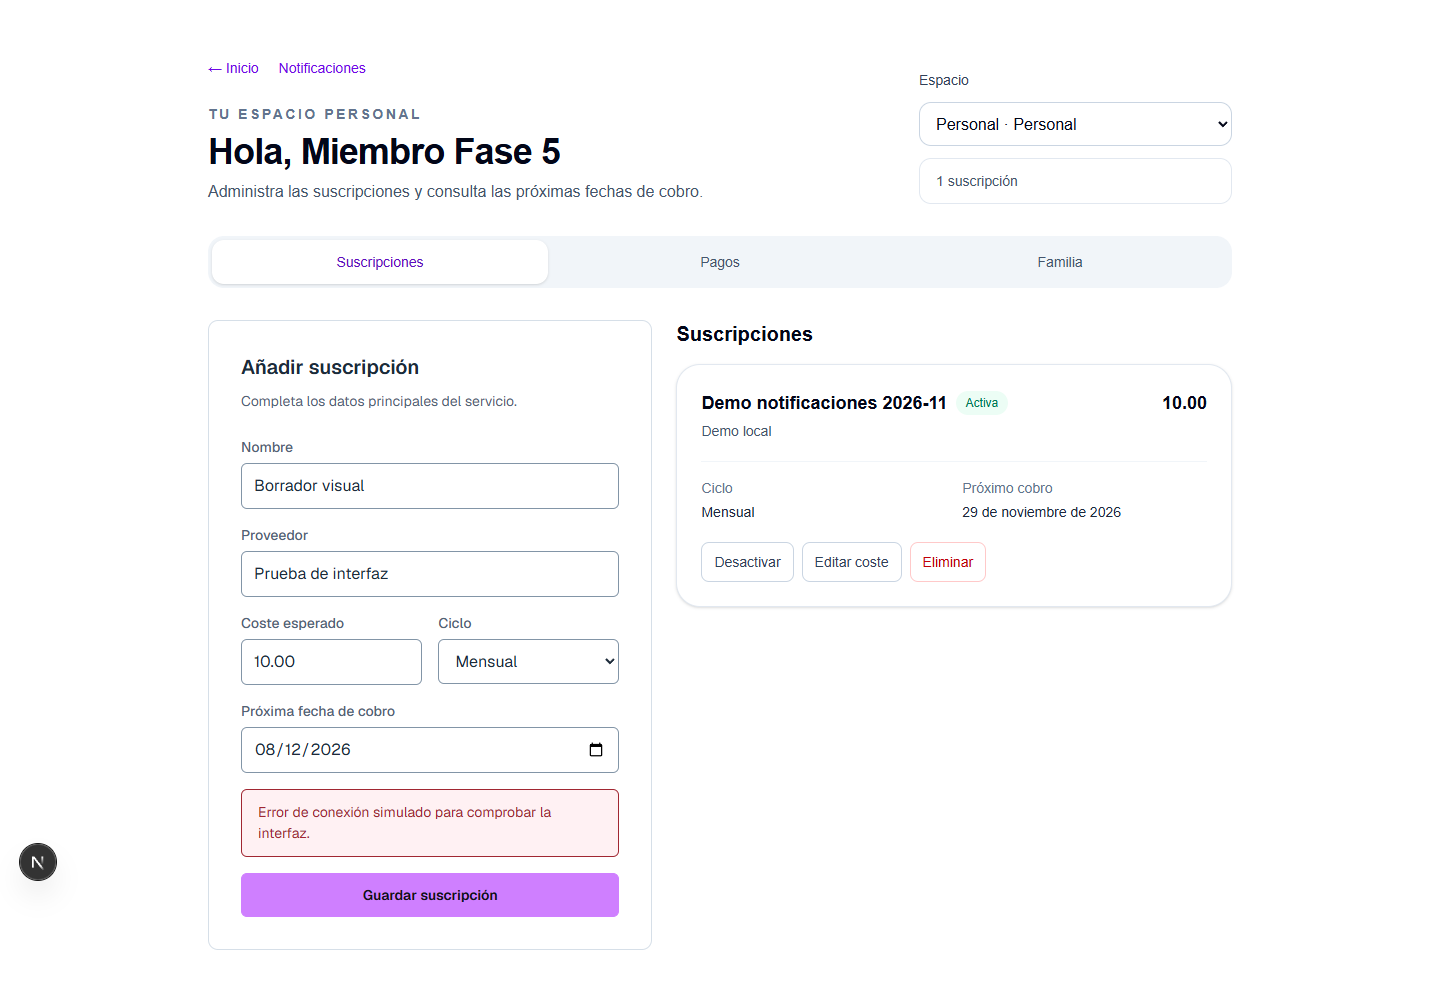 ← Inicio Notificaciones
TU ESPACIO PERSONAL
Hola, Miembro Fase 5
Administra las suscripciones y consulta las próximas fechas de cobro.
Espacio
Personal · Personal
1 suscripción
Suscripciones Pagos Familia
Añadir suscripción
Completa los datos principales del servicio.
Nombre
Borrador visual
Proveedor
Prueba de interfaz
Coste esperado Ciclo
10.00 Mensual
Próxima fecha de cobro
08/12/2026
Error de conexión simulado para comprobar la
interfaz.
Guardar suscripción
Suscripciones
Demo notificaciones 2026-11 Activa 10.00
Demo local
Ciclo Próximo cobro
Mensual 29 de noviembre de 2026
Desactivar Editar coste Eliminar
N